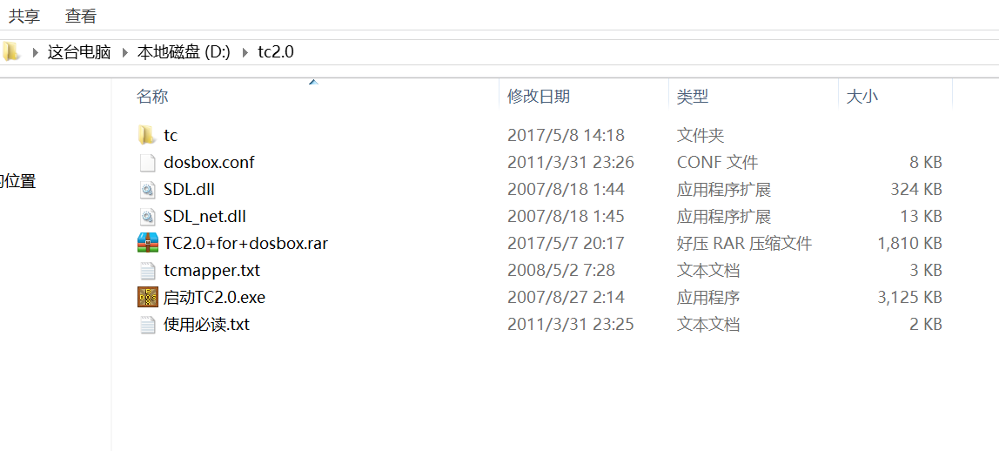 共享 查看
这台电脑 本地磁盘 (D:) tc2.0
名称 修改日期 类型 大小
tc 2017/5/8 14:18 文件夹
dosbox.conf 2011/3/31 23:26 CONF 文件 8 KB
的位置
SDL.dll 2007/8/18 1:44 应用程序扩展 324 KB
SDL_net.dll 2007/8/18 1:45 应用程序扩展 13 KB
TC2.0+for+dosbox.rar 2017/5/7 20:17 好压 RAR 压缩文件 1,810 KB
tcmapper.txt 2008/5/2 7:28 文本文档 3 KB
启动TC2.0.exe 2007/8/27 2:14 应用程序 3,125 KB
使用必读.txt 2011/3/31 23:25 文本文档 2 KB